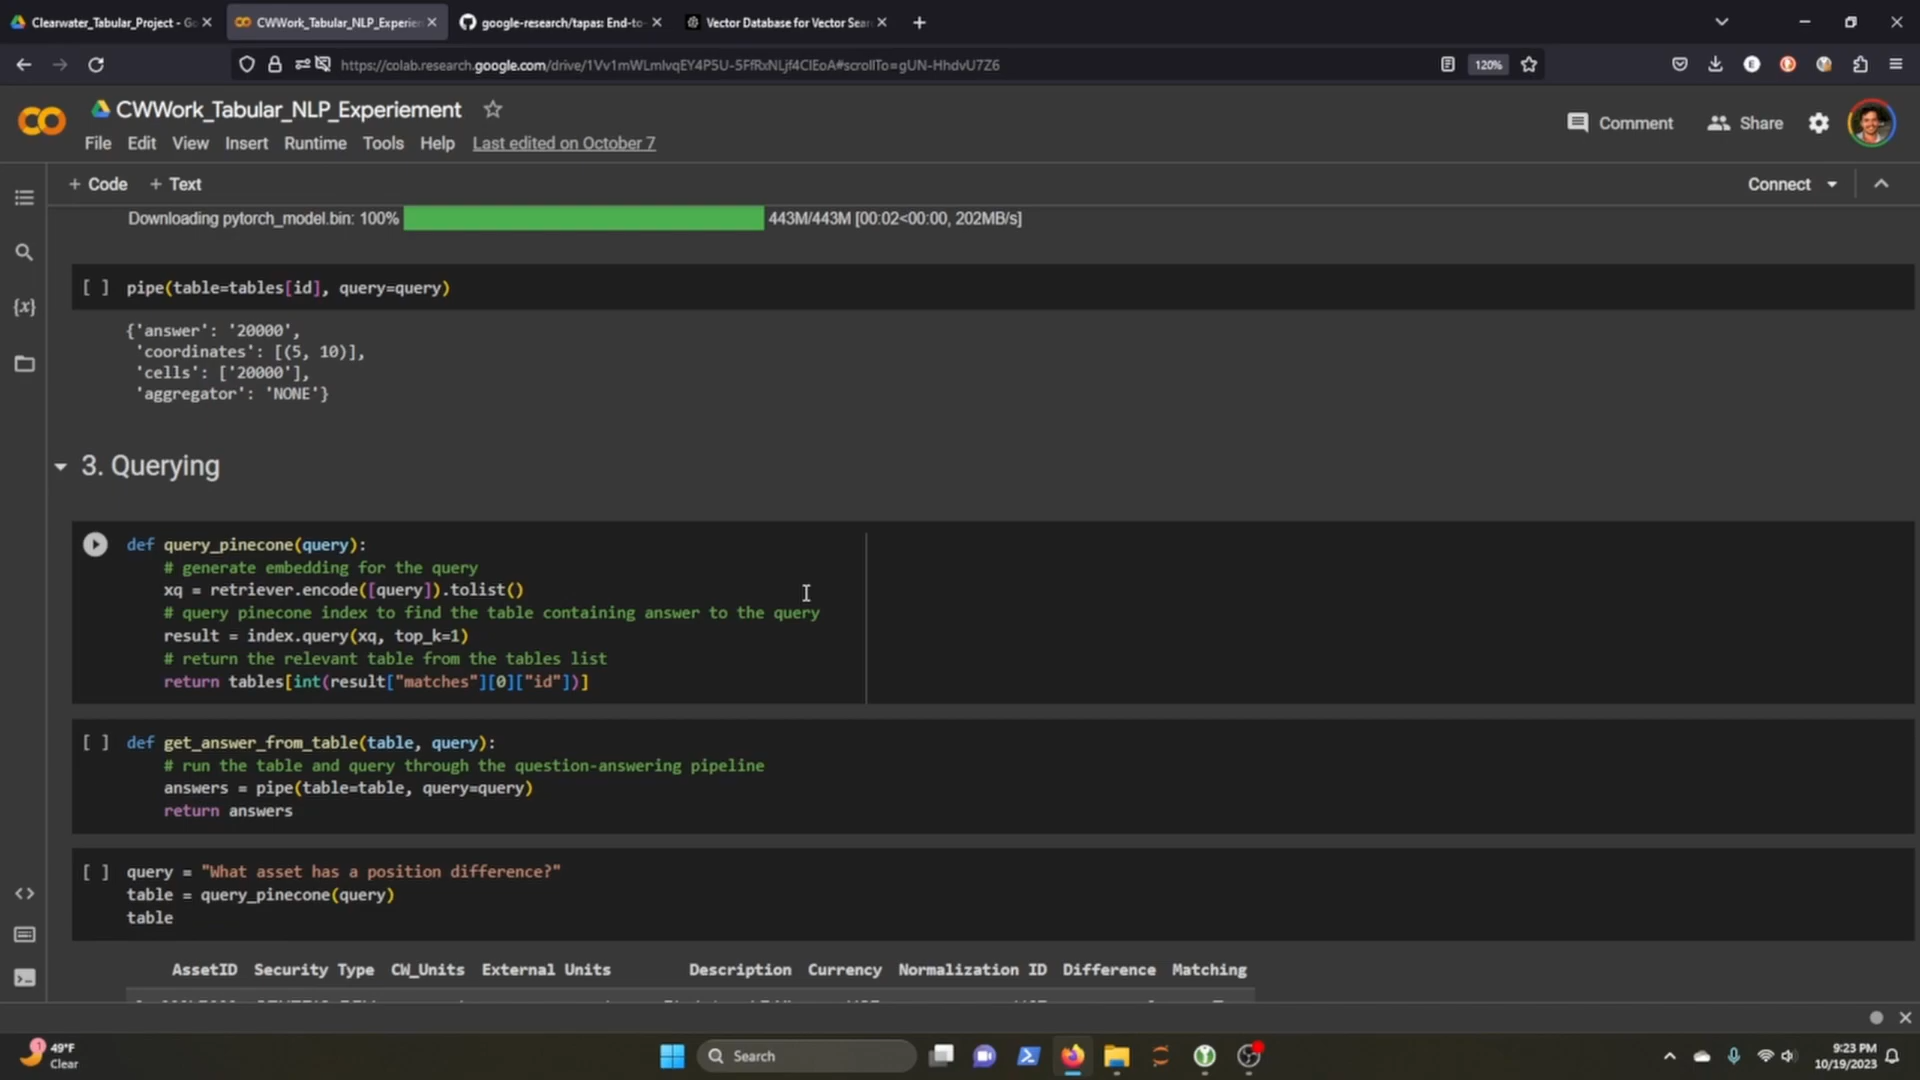 Clearwater_Tabular_Project - Go
CWWork_Tabular_NLP_Experie
google-research/tapas: End-to-
Vector Database for Vector Sear
https://colab.research.google.com/drive/1Vv1mWLmIvqEY4P5U-5FfRxNLjf4CIEoA#scrollTo=gUN-HhdvU7Z6
120%
CWWork_Tabular_NLP_Experiement
Comment
Share
File Edit View Insert Runtime Tools Help Last edited on October 7
+ Code + Text
Connect
Downloading pytorch_model.bin: 100% 443M/443M [00:02<00:00, 202MB/s]
[ ] pipe(table=tables[id], query=query)
{'answer': '20000',
'coordinates': [(5, 10)],
'cells': ['20000'],
'aggregator': 'NONE'}
3. Querying
def query_pinecone(query):
# generate embedding for the query
xq = retriever.encode([query]).tolist()
# query pinecone index to find the table containing answer to the query
result = index.query(xq, top_k=1)
# return the relevant table from the tables list
return tables[int(result["matches"][0]["id"])]
[ ] def get_answer_from_table(table, query):
# run the table and query through the question-answering pipeline
answers = pipe(table=table, query=query)
return answers
[ ] query = "What asset has a position difference?"
table = query_pinecone(query)
table
AssetID Security Type CW_Units External Units Description Currency Normalization ID Difference Matching
49°F
Clear
Search
9:23 PM
10/19/2023